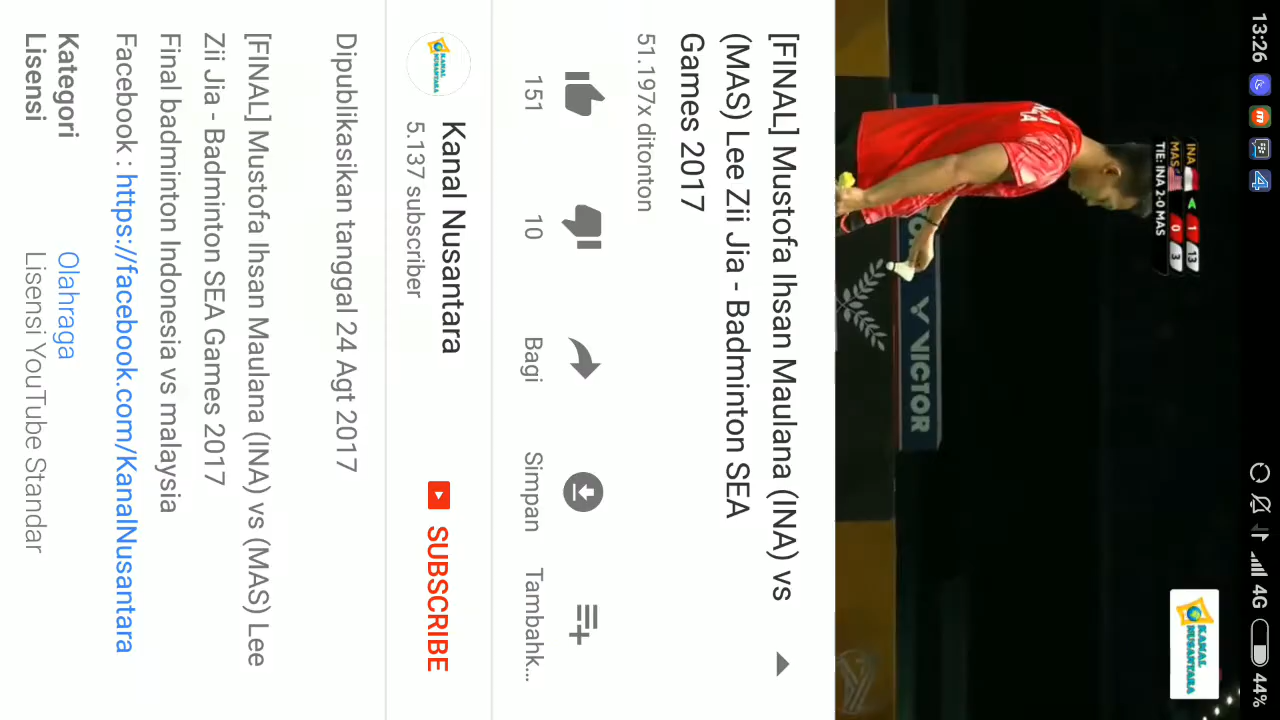 13:26
4G 44%
INA 1 13
MAS 0 3
TIE: INA 2-0 MAS
KANAL
NUSANTARA
VICTOR
[FINAL] Mustofa Ihsan Maulana (INA) vs
(MAS) Lee Zii Jia - Badminton SEA
Games 2017
51.197x ditonton
151 10 Bagi Simpan Tambahk...
KANAL
NUSANTARA
Kanal Nusantara
5.137 subscriber
SUBSCRIBE
Dipublikasikan tanggal 24 Agt 2017
[FINAL] Mustofa Ihsan Maulana (INA) vs (MAS) Lee
Zii Jia - Badminton SEA Games 2017
Final badminton Indonesia vs malaysia
Facebook : https://facebook.com/KanalNusantara
Kategori Olahraga
Lisensi Lisensi YouTube Standar